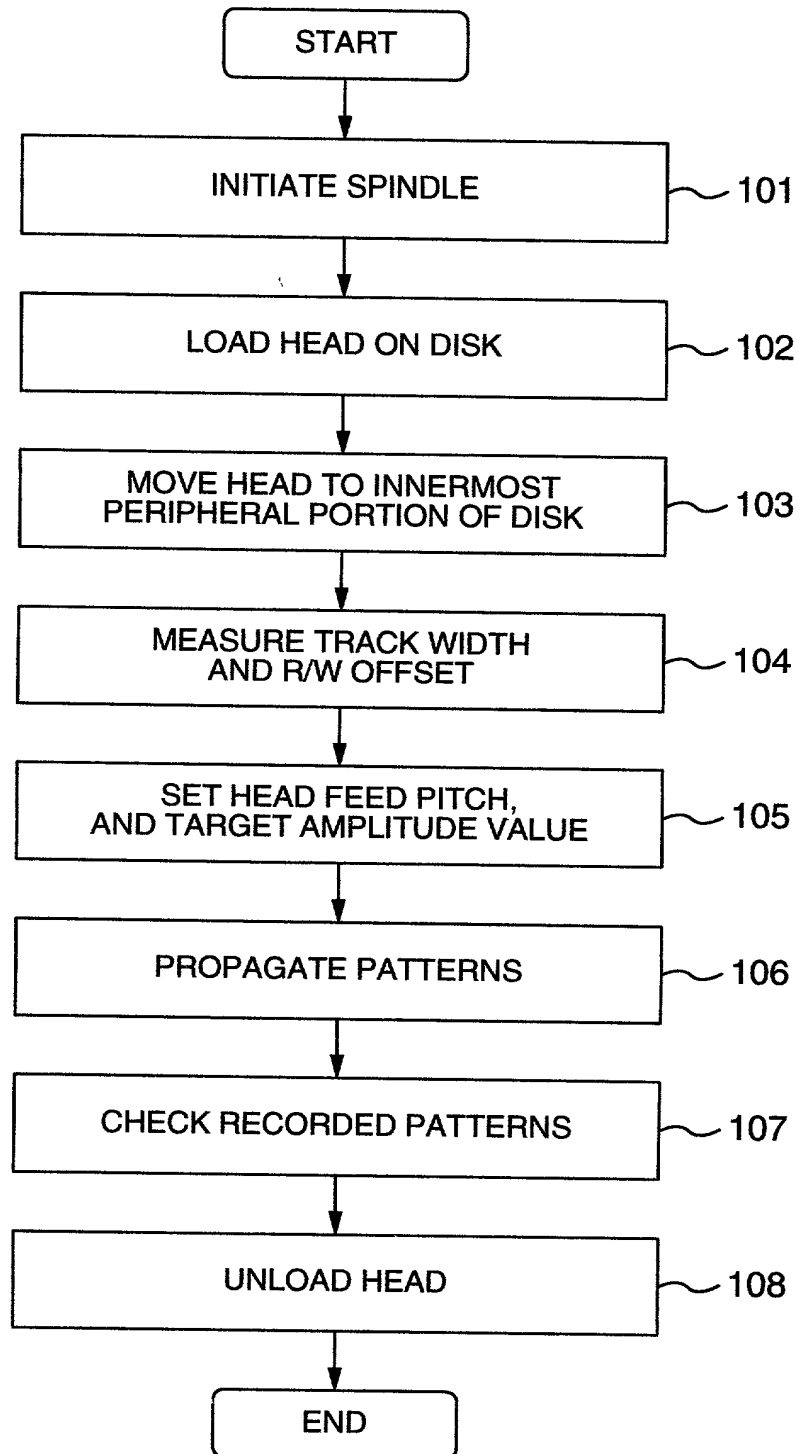 START
INITIATE SPINDLE
101
LOAD HEAD ON DISK
102
MOVE HEAD TO INNERMOST
PERIPHERAL PORTION OF DISK
103
MEASURE TRACK WIDTH
AND R/W OFFSET
104
SET HEAD FEED PITCH,
AND TARGET AMPLITUDE VALUE
105
PROPAGATE PATTERNS
106
CHECK RECORDED PATTERNS
107
UNLOAD HEAD
108
END